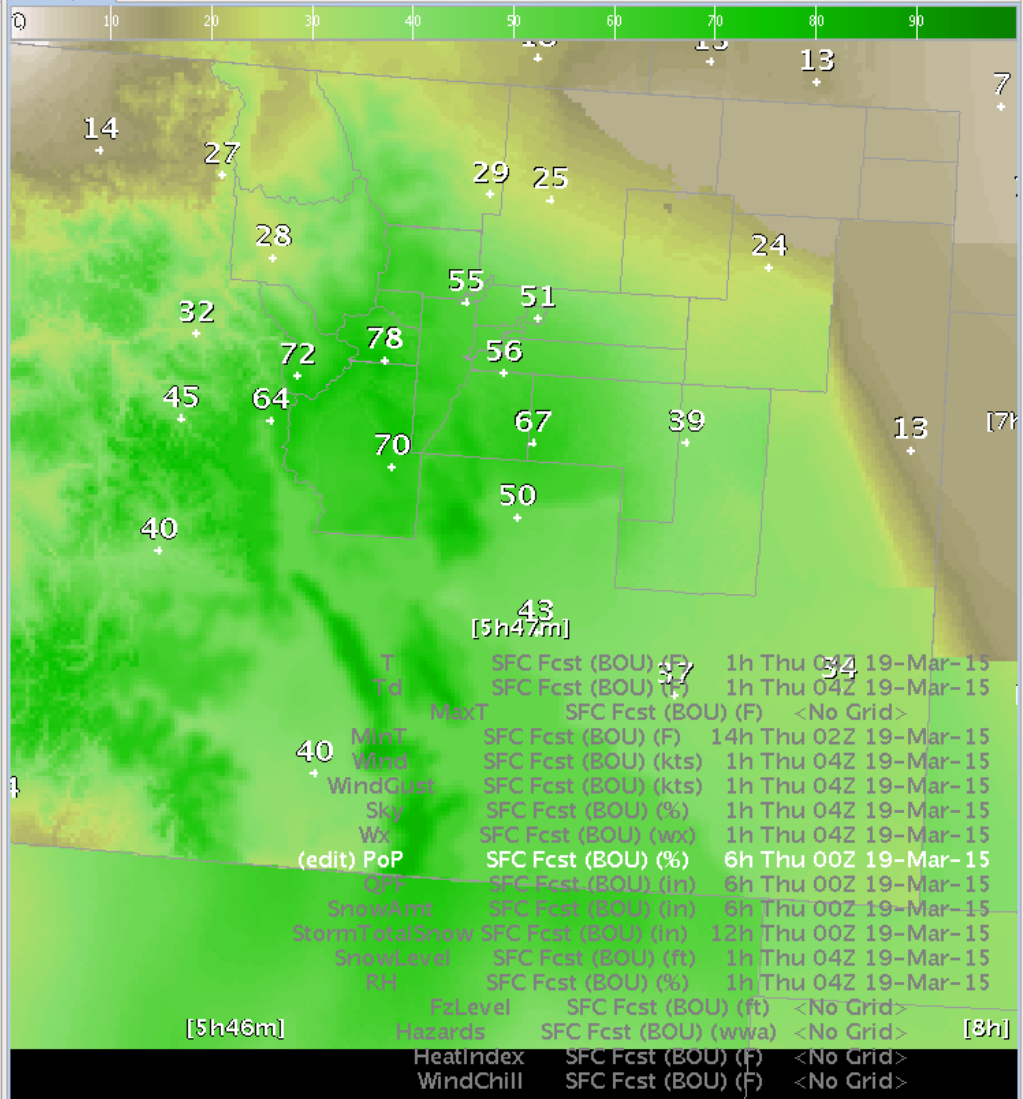 0 10 20 30 40 50 60 70 80 90
13
7
14
27
29 25
28
24
55
51
32
78
72
56
45
64
67 39
13
[7h
70
50
40
43
[5h47m]
37 34
T SFC Fcst (BOU) (F) 1h Thu 04Z 19-Mar-15
Td SFC Fcst (BOU) (F) 1h Thu 04Z 19-Mar-15
MaxT SFC Fcst (BOU) (F) <No Grid>
MinT SFC Fcst (BOU) (F) 14h Thu 02Z 19-Mar-15
40
Wind SFC Fcst (BOU) (kts) 1h Thu 04Z 19-Mar-15
WindGust SFC Fcst (BOU) (kts) 1h Thu 04Z 19-Mar-15
4
Sky SFC Fcst (BOU) (%) 1h Thu 04Z 19-Mar-15
Wx SFC Fcst (BOU) (wx) 1h Thu 04Z 19-Mar-15
(edit) PoP SFC Fcst (BOU) (%) 6h Thu 00Z 19-Mar-15
QPF SFC Fcst (BOU) (in) 6h Thu 00Z 19-Mar-15
SnowAmt SFC Fcst (BOU) (in) 6h Thu 00Z 19-Mar-15
StormTotalSnow SFC Fcst (BOU) (in) 12h Thu 00Z 19-Mar-15
SnowLevel SFC Fcst (BOU) (ft) 1h Thu 04Z 19-Mar-15
RH SFC Fcst (BOU) (%) 1h Thu 04Z 19-Mar-15
FzLevel SFC Fcst (BOU) (ft) <No Grid>
[5h46m] Hazards SFC Fcst (BOU) (wwa) <No Grid> [8h]
HeatIndex SFC Fcst (BOU) (F) <No Grid>
WindChill SFC Fcst (BOU) (F) <No Grid>